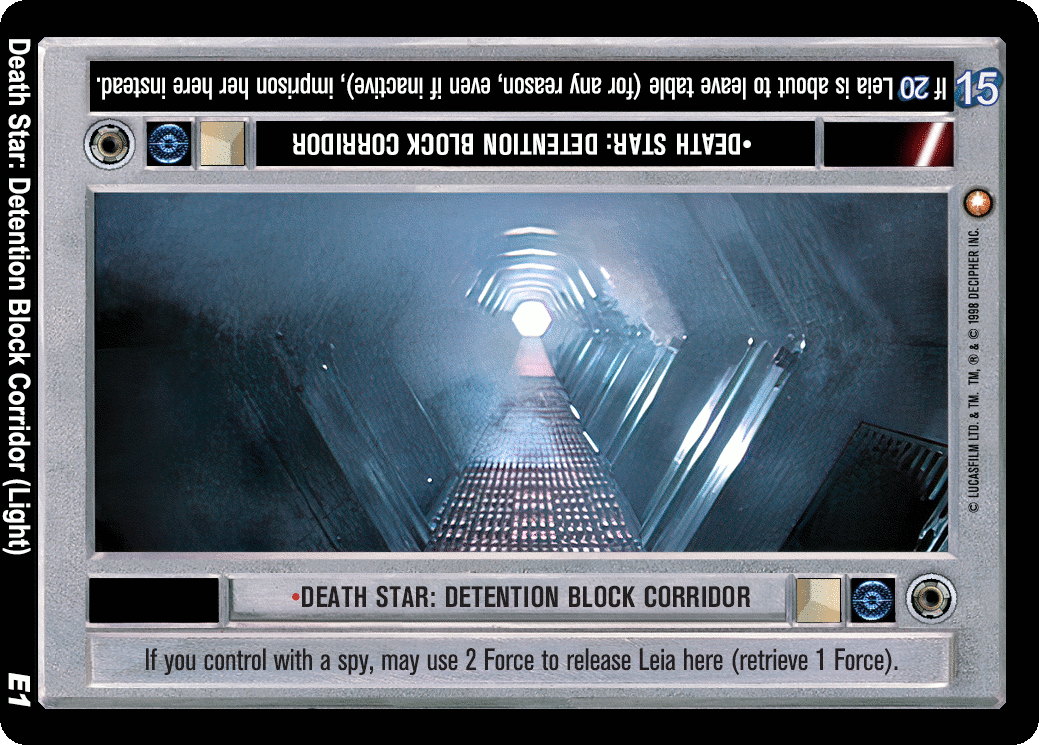 If 20 Leia is about to leave table (for any reason, even if inactive), imprison her here instead.
15
•DEATH STAR: DETENTION BLOCK CORRIDOR
•DEATH STAR: DETENTION BLOCK CORRIDOR
If you control with a spy, may use 2 Force to release Leia here (retrieve 1 Force).
© LUCASFILM LTD. & TM. TM, ® & © 1998 DECIPHER INC.
Death Star: Detention Block Corridor (Light)
E1